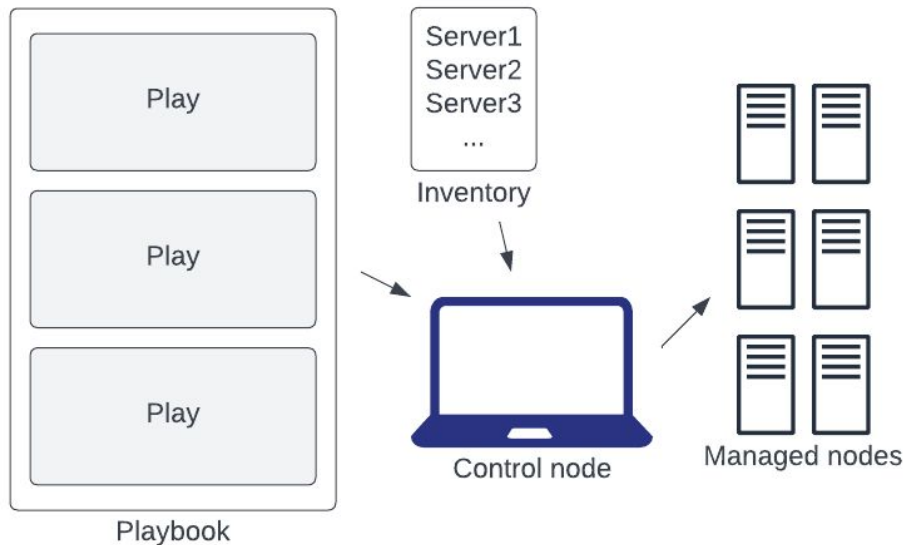 Play
Play
Play
Playbook
Server1
Server2
Server3
...
Inventory
Control node
Managed nodes